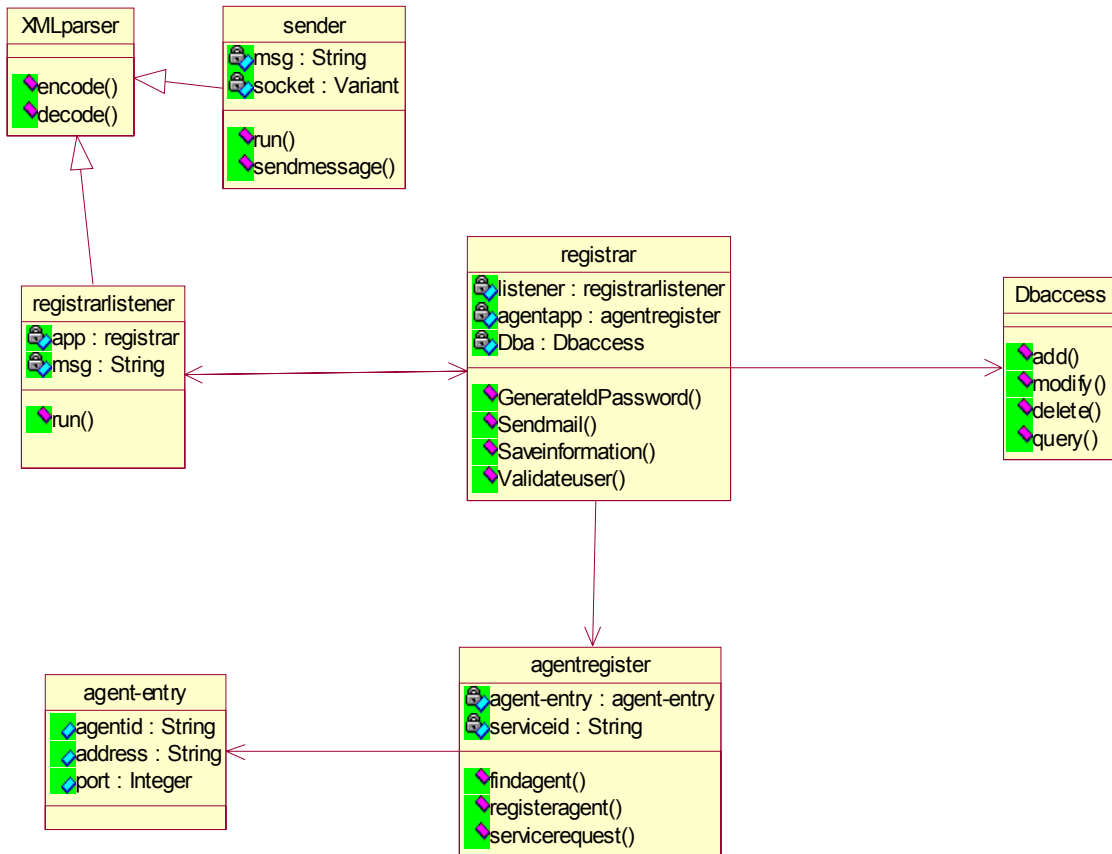 XMLparser
encode()
decode()
sender
msg : String
socket : Variant
run()
sendmessage()
registrarlistener
app : registrar
msg : String
run()
registrar
listener : registrarlistener
agentapp : agentregister
Dba : Dbaccess
GenerateIdPassword()
Sendmail()
Saveinformation()
Validateuser()
Dbaccess
add()
modify()
delete()
query()
agent-entry
agentid : String
address : String
port : Integer
agentregister
agent-entry : agent-entry
serviceid : String
findagent()
registeragent()
servicerequest()